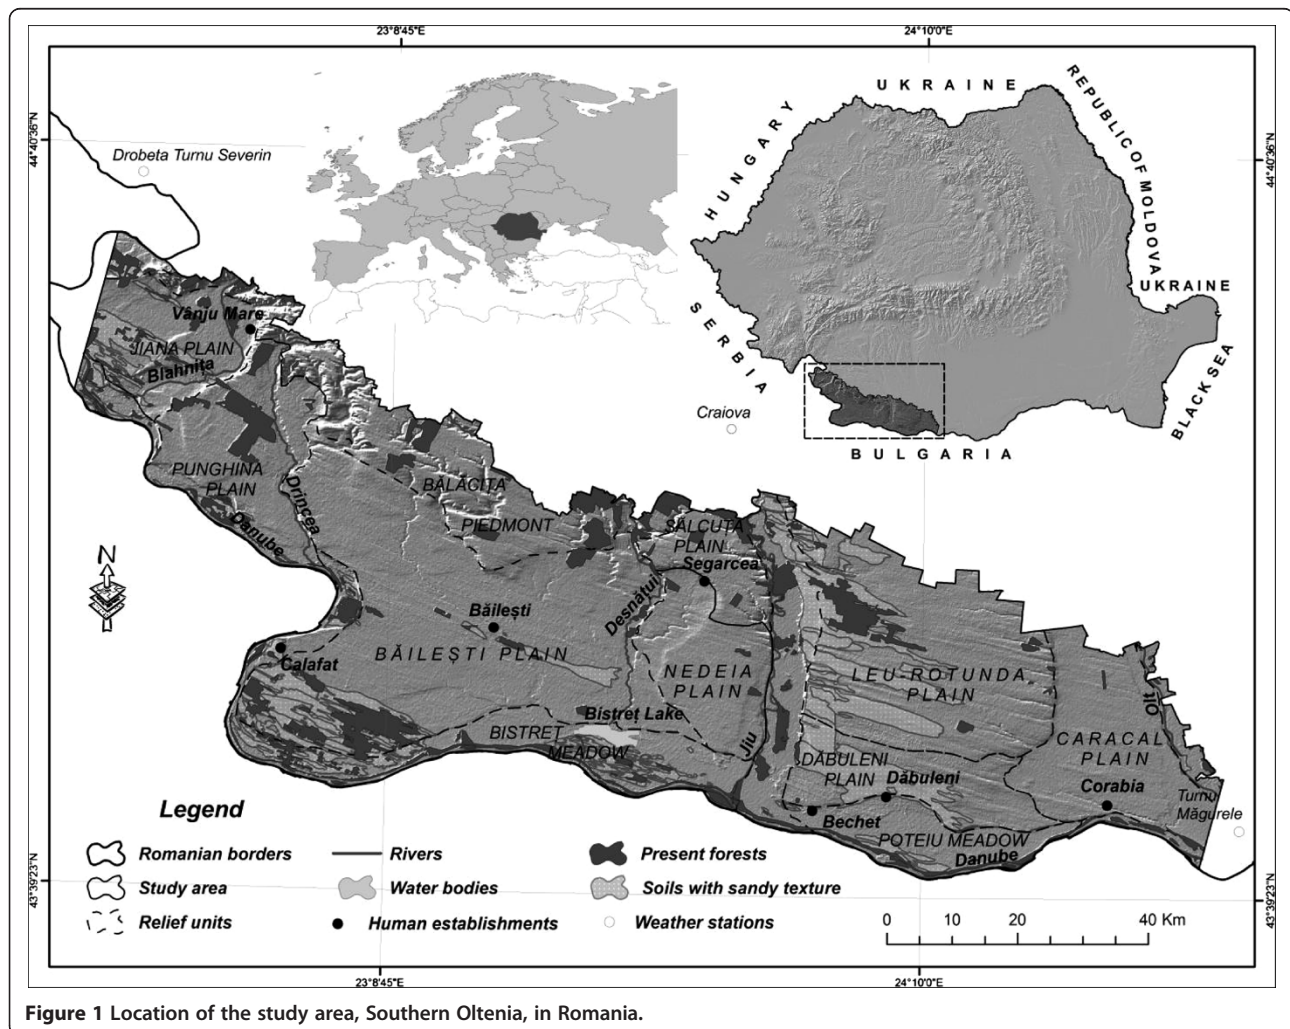 23°8'45"E
24°10'0"E
44°40'36"N
44°40'36"N
Drobeta Turnu Severin
UKRAINE
REPUBLIC OF MOLDOVA
HUNGARY
UKRAINE
SERBIA
BLACK SEA
BULGARIA
Craiova
Vânju Mare
JIANA PLAIN
Blahnița
PUNGHINA
PLAIN
Drincea
Danube
BĂLĂCIȚA
PIEDMONT
SĂLCUȚA
PLAIN
Segarcea
Desnățui
N
Băilești
Calafat
BĂILEȘTI PLAIN
NEDEIA
PLAIN
LEU-ROTUNDA
PLAIN
Olt
Bistreț Lake
BISTREȚ
MEADOW
Jiu
CARACAL
PLAIN
DĂBULENI
PLAIN
Dăbuleni
Corabia
Turnu
Măgurele
Bechet
POTEIU MEADOW
Danube
Legend
Romanian borders
Rivers
Present forests
Study area
Water bodies
Soils with sandy texture
Relief units
Human establishments
Weather stations
0 10 20 40 Km
43°39'23"N
43°39'23"N
23°8'45"E
24°10'0"E
Figure 1 Location of the study area, Southern Oltenia, in Romania.